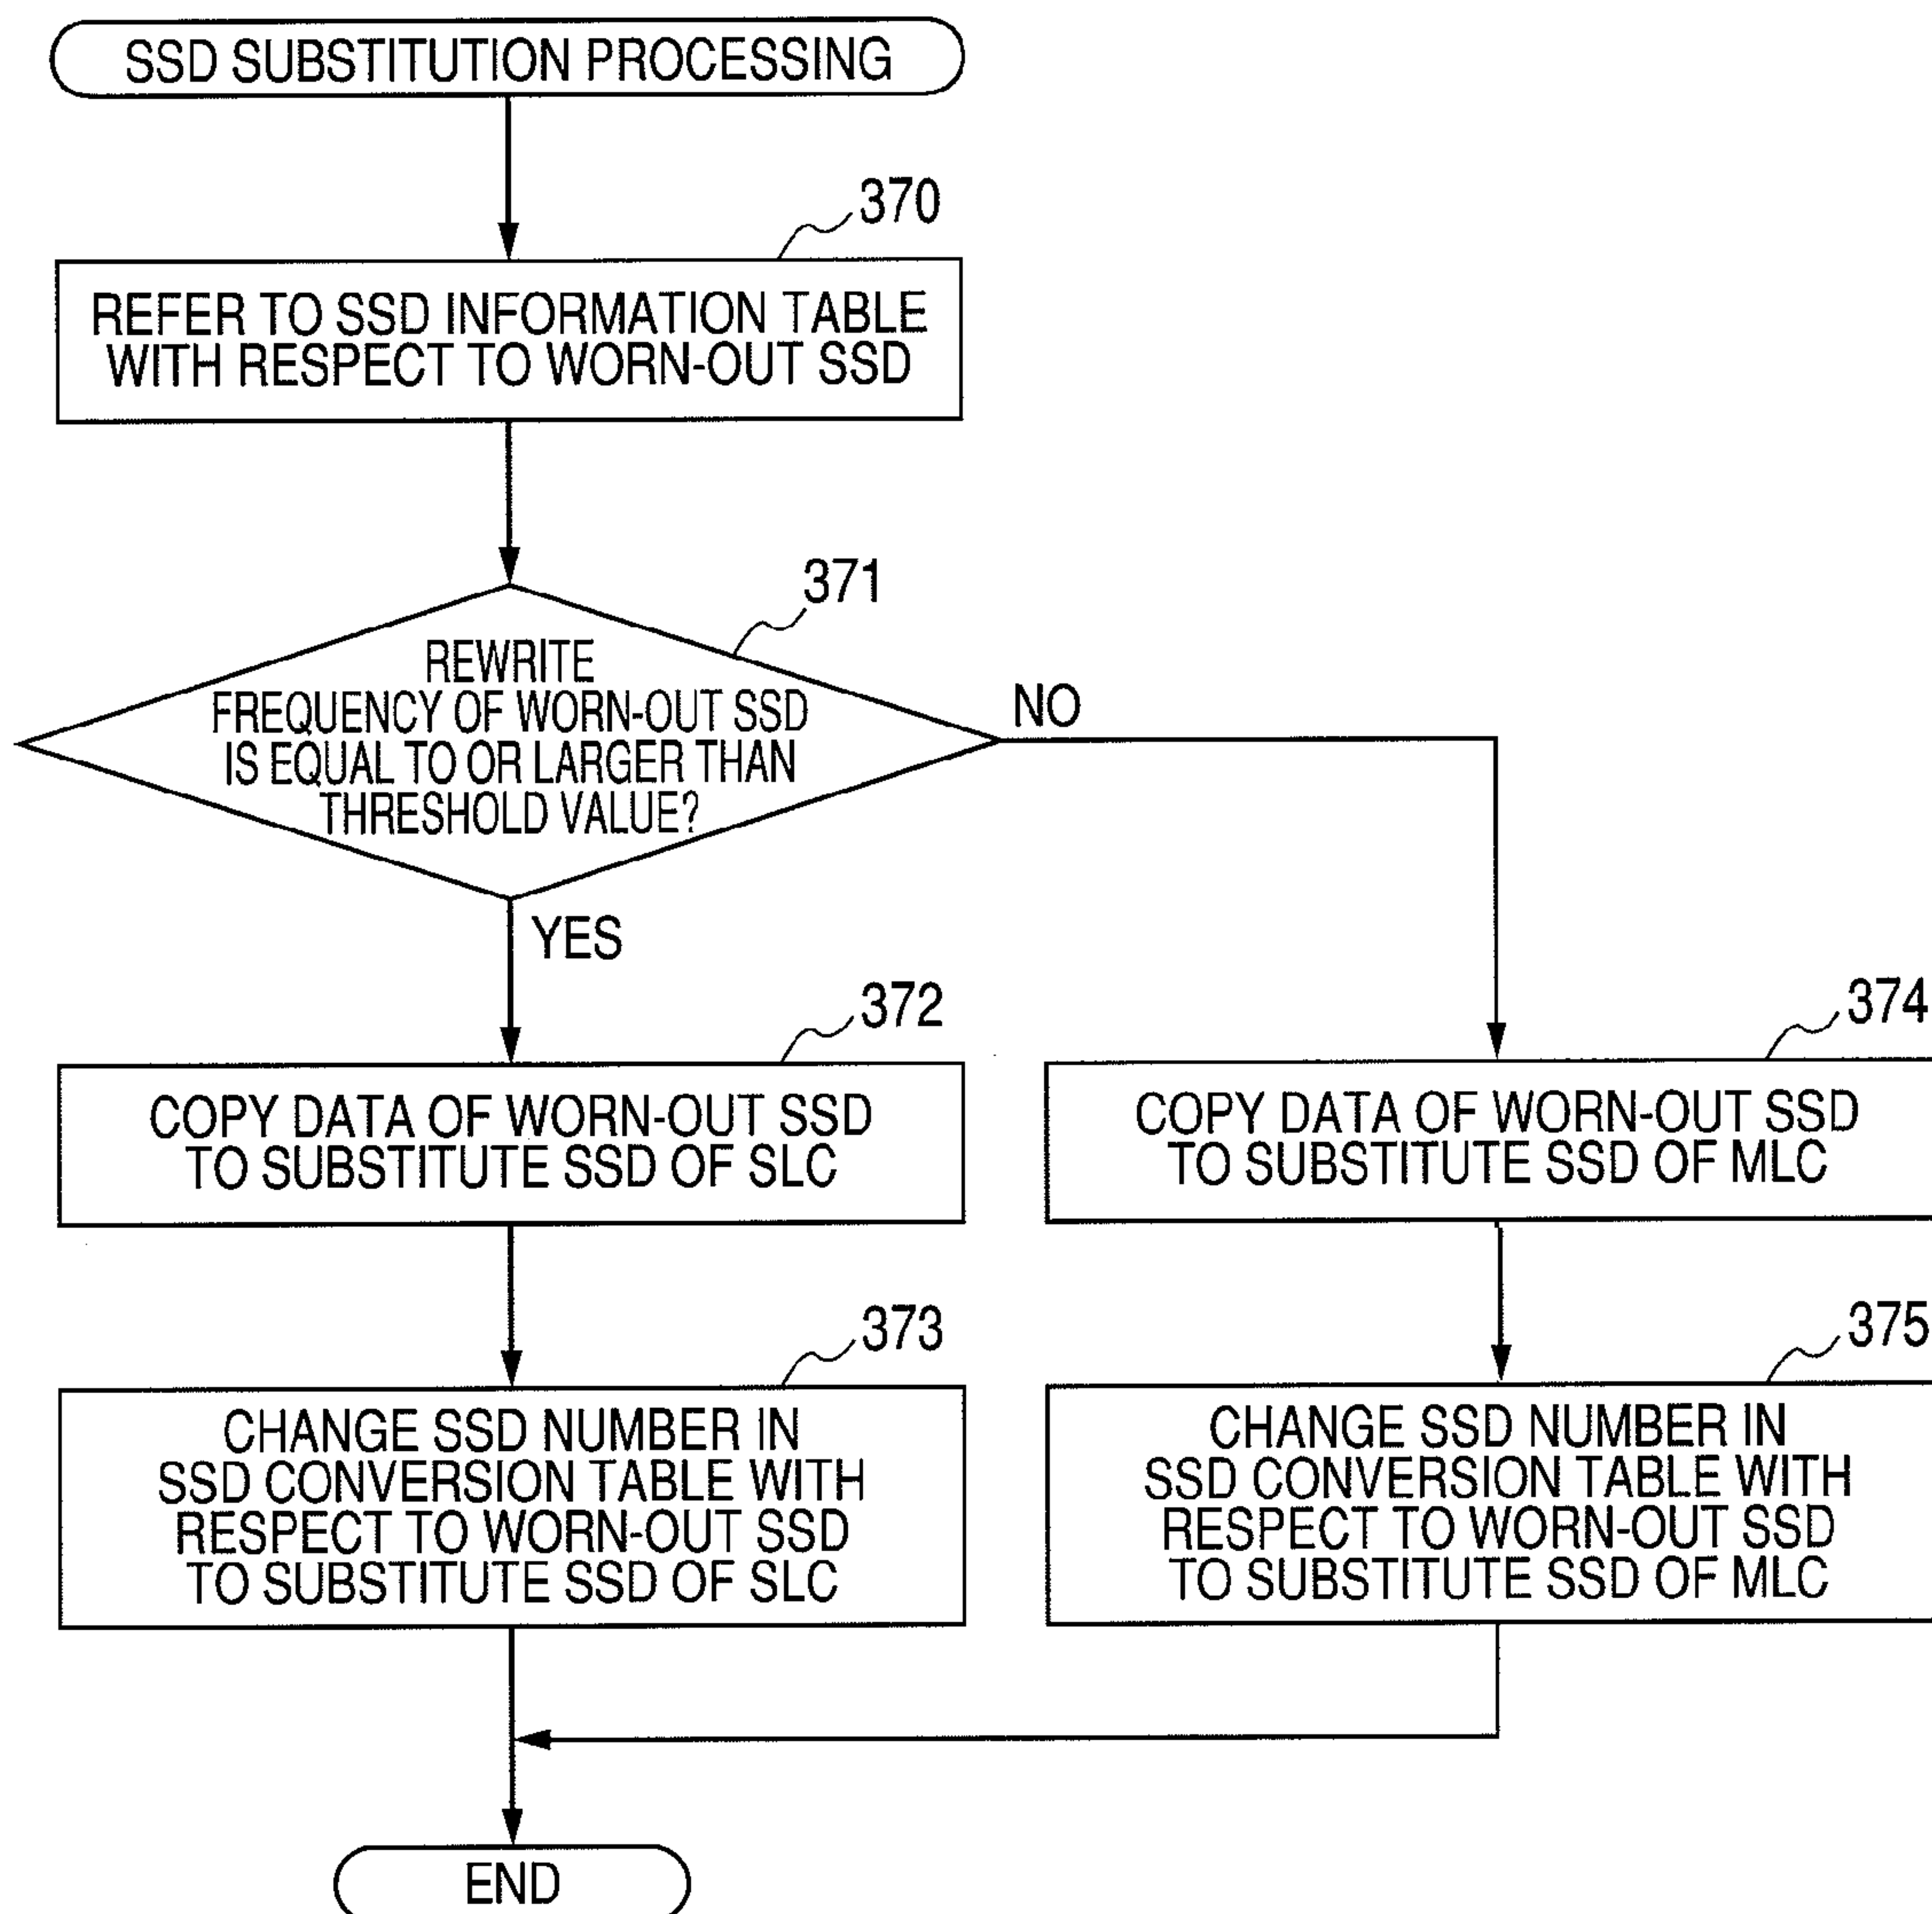 SSD SUBSTITUTION PROCESSING
370
REFER TO SSD INFORMATION TABLE
WITH RESPECT TO WORN-OUT SSD
371
REWRITE
FREQUENCY OF WORN-OUT SSD
IS EQUAL TO OR LARGER THAN
THRESHOLD VALUE?
NO
YES
372
COPY DATA OF WORN-OUT SSD
TO SUBSTITUTE SSD OF SLC
374
COPY DATA OF WORN-OUT SSD
TO SUBSTITUTE SSD OF MLC
373
CHANGE SSD NUMBER IN
SSD CONVERSION TABLE WITH
RESPECT TO WORN-OUT SSD
TO SUBSTITUTE SSD OF SLC
375
CHANGE SSD NUMBER IN
SSD CONVERSION TABLE WITH
RESPECT TO WORN-OUT SSD
TO SUBSTITUTE SSD OF MLC
END